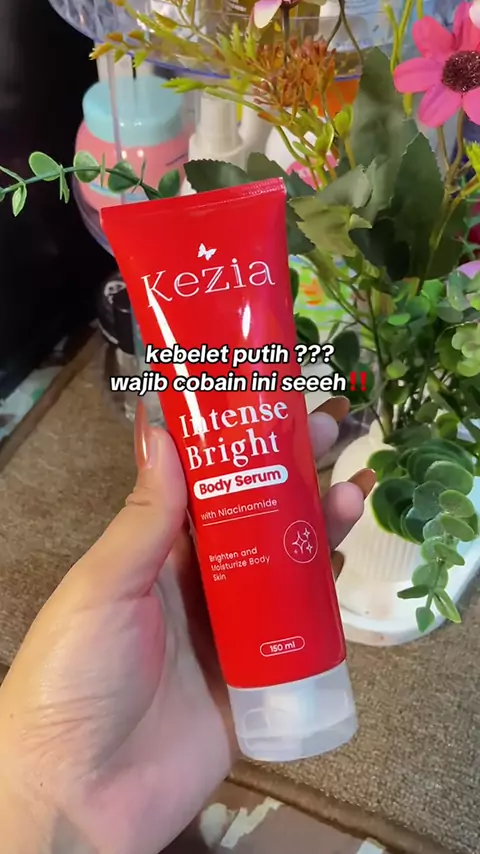 Kezia
kebelet putih ???
wajib cobain ini seeeh‼️
Intense
Bright
Body Serum
with Niacinamide
Brighten and
Moisturize Body
Skin
150 ml